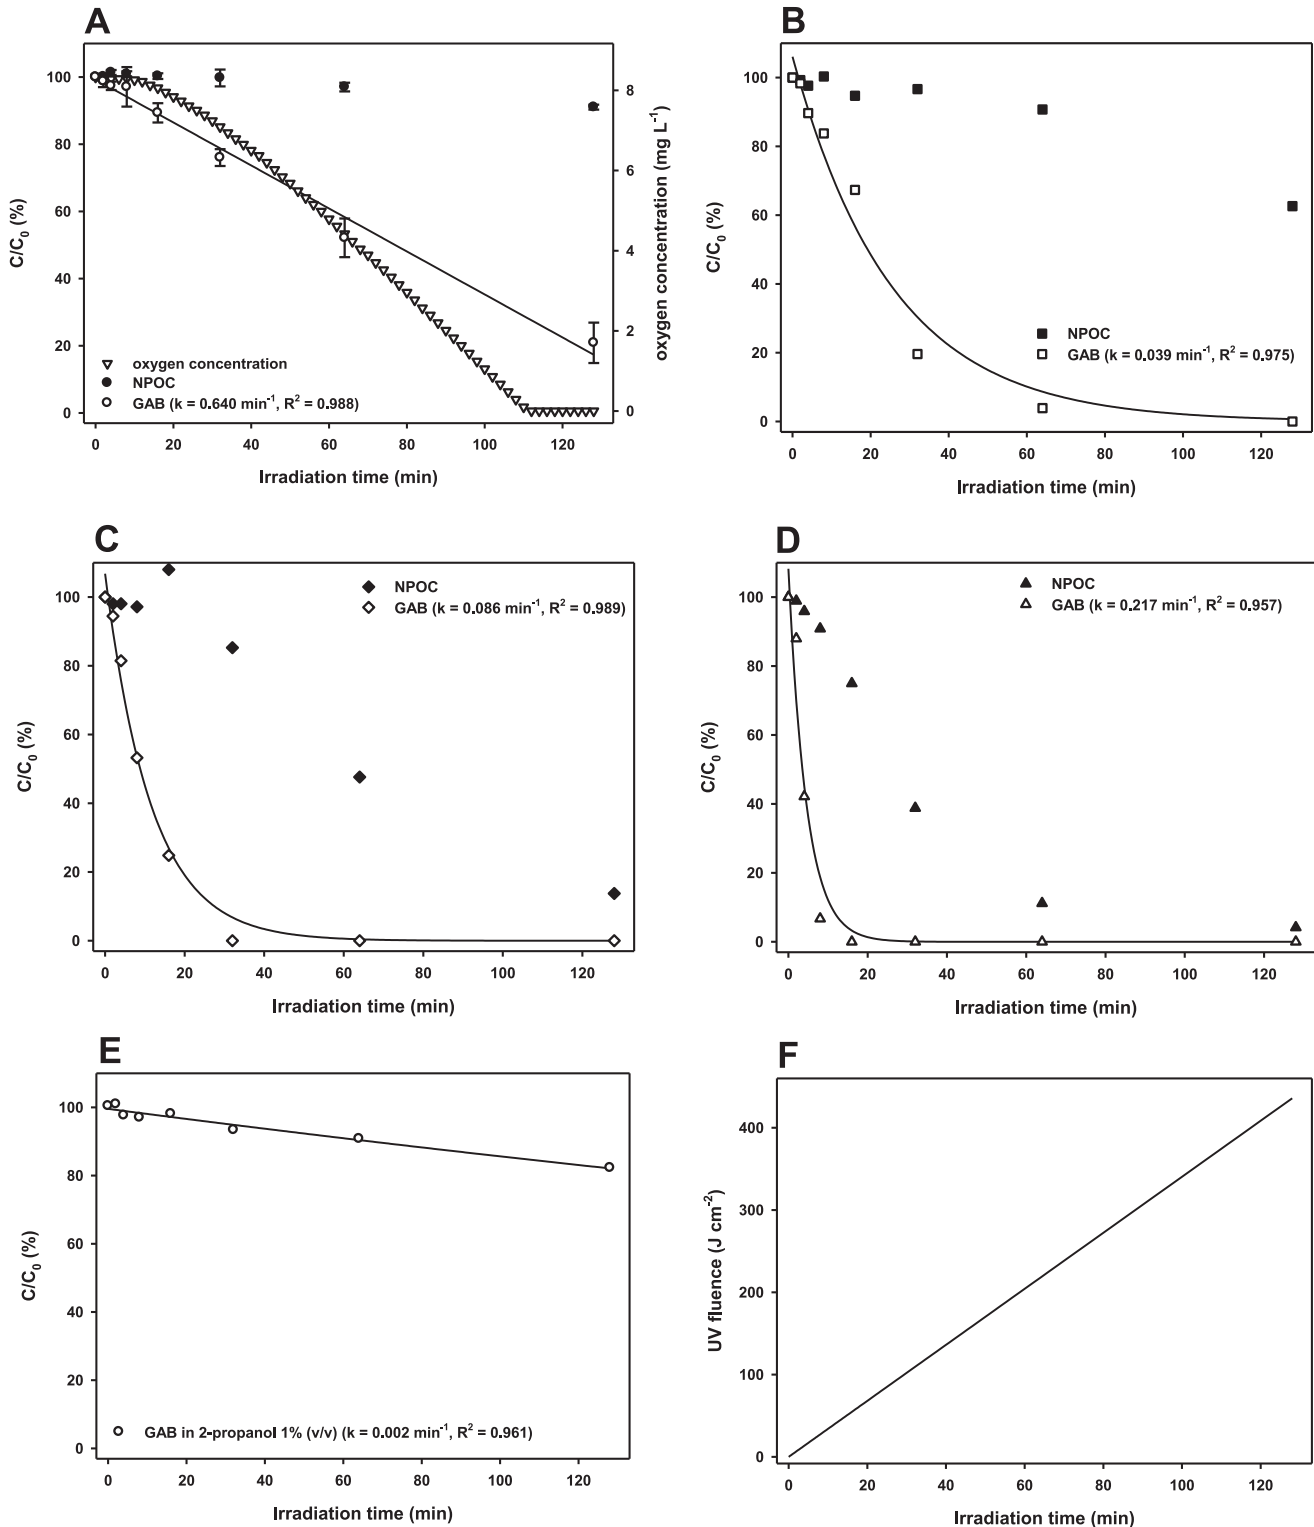 A
C/C₀ (%)
100
80
60
40
20
0
8
6
4
2
0
oxygen concentration (mg L⁻¹)
oxygen concentration
NPOC
GAB (k = 0.640 min⁻¹, R² = 0.988)
0 20 40 60 80 100 120
Irradiation time (min)
B
C/C₀ (%)
100
80
60
40
20
0
NPOC
GAB (k = 0.039 min⁻¹, R² = 0.975)
0 20 40 60 80 100 120
Irradiation time (min)
C
C/C₀ (%)
100
80
60
40
20
0
NPOC
GAB (k = 0.086 min⁻¹, R² = 0.989)
0 20 40 60 80 100 120
Irradiation time (min)
D
C/C₀ (%)
100
80
60
40
20
0
NPOC
GAB (k = 0.217 min⁻¹, R² = 0.957)
0 20 40 60 80 100 120
Irradiation time (min)
E
C/C₀ (%)
100
80
60
40
20
0
GAB in 2-propanol 1% (v/v) (k = 0.002 min⁻¹, R² = 0.961)
0 20 40 60 80 100 120
Irradiation time (min)
F
UV fluence (J cm⁻²)
400
300
200
100
0
0 20 40 60 80 100 120
Irradiation time (min)